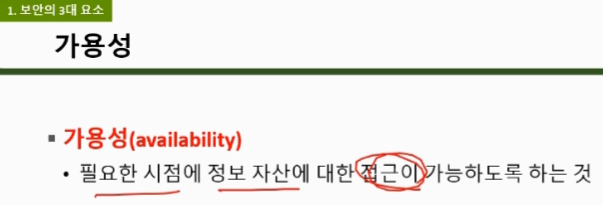 1. 보안의 3대 요소
가용성
▪ 가용성(availability)
• 필요한 시점에 정보 자산에 대한 접근이 가능하도록 하는 것